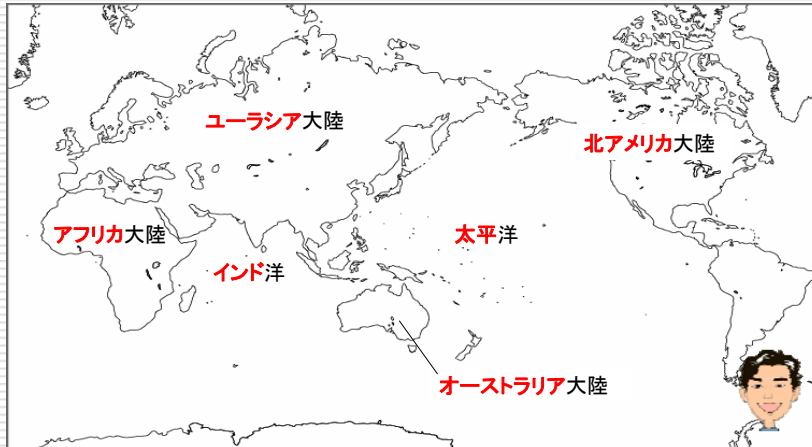 ユーラシア大陸
北アメリカ大陸
アフリカ大陸
太平洋
インド洋
オーストラリア大陸